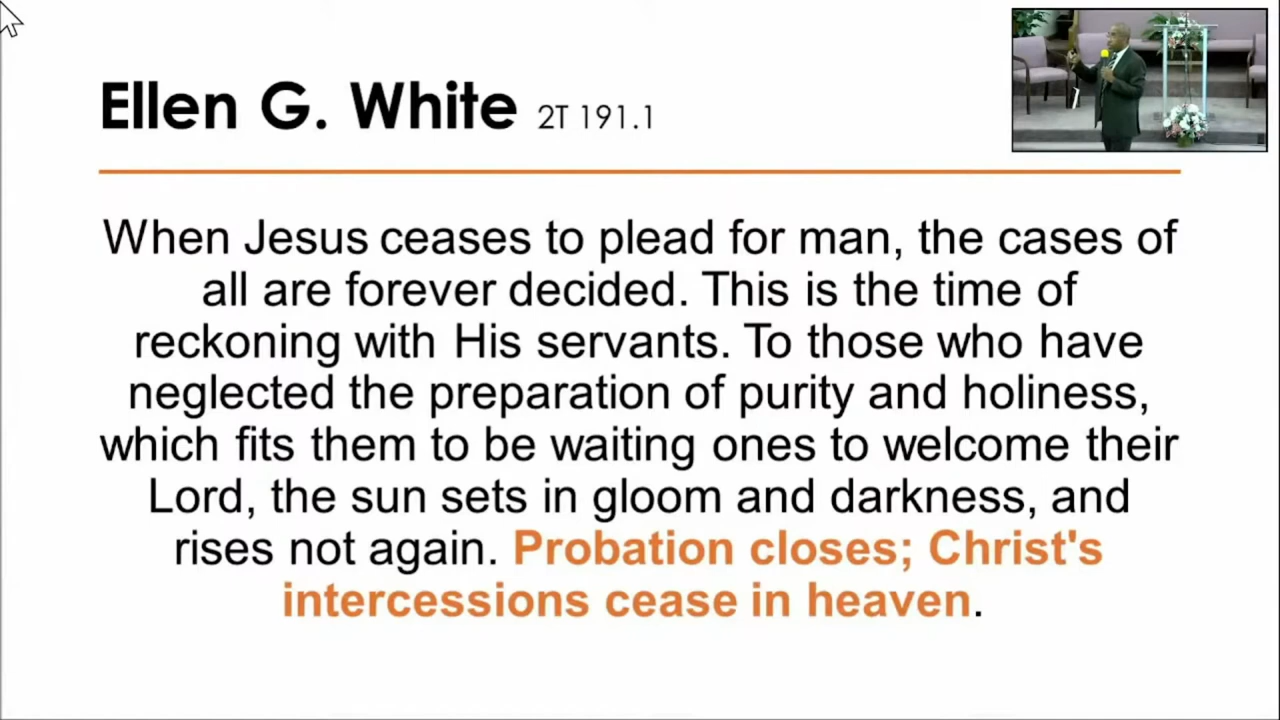 Ellen G. White 2T 191.1
When Jesus ceases to plead for man, the cases of
all are forever decided. This is the time of
reckoning with His servants. To those who have
neglected the preparation of purity and holiness,
which fits them to be waiting ones to welcome their
Lord, the sun sets in gloom and darkness, and
rises not again. Probation closes; Christ's
intercessions cease in heaven.